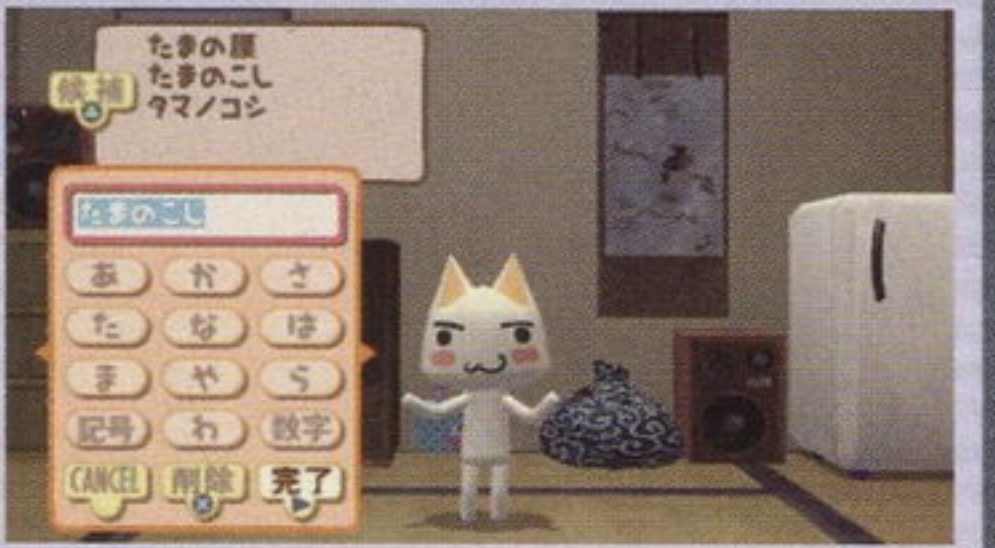 たまの腰
たまのこし
タマノコシ
候補
たまのこし
あ か さ
た な は
ま や ら
記号 わ 数字
CANCEL 削除 完了